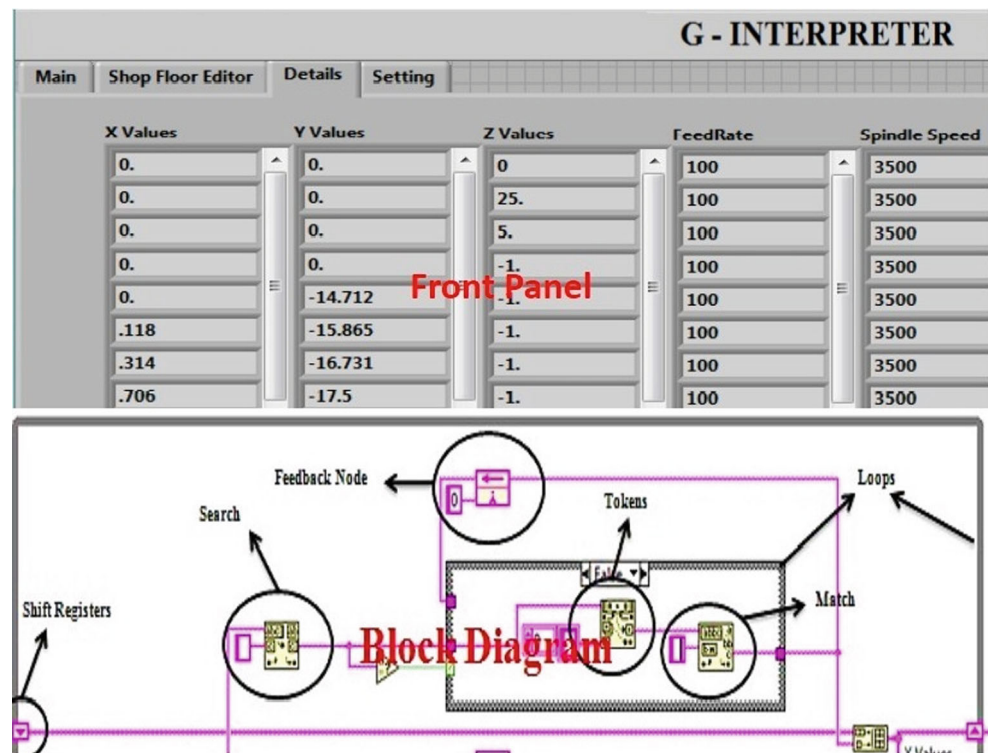 G - INTERPRETER
Main Shop Floor Editor Details Setting
X Values Y Values Z Values FeedRate Spindle Speed
0. 0. 0 100 3500
0. 0. 25. 100 3500
0. 0. 5. 100 3500
0. 0. -1. 100 3500
0. -14.712 -1. 100 3500
Front Panel
.118 -15.865 -1. 100 3500
.314 -16.731 -1. 100 3500
.706 -17.5 -1. 100 3500
Feedback Node
Loops
Tokens
Search
0
False
Shift Registers
Match
Block Diagram
X Values